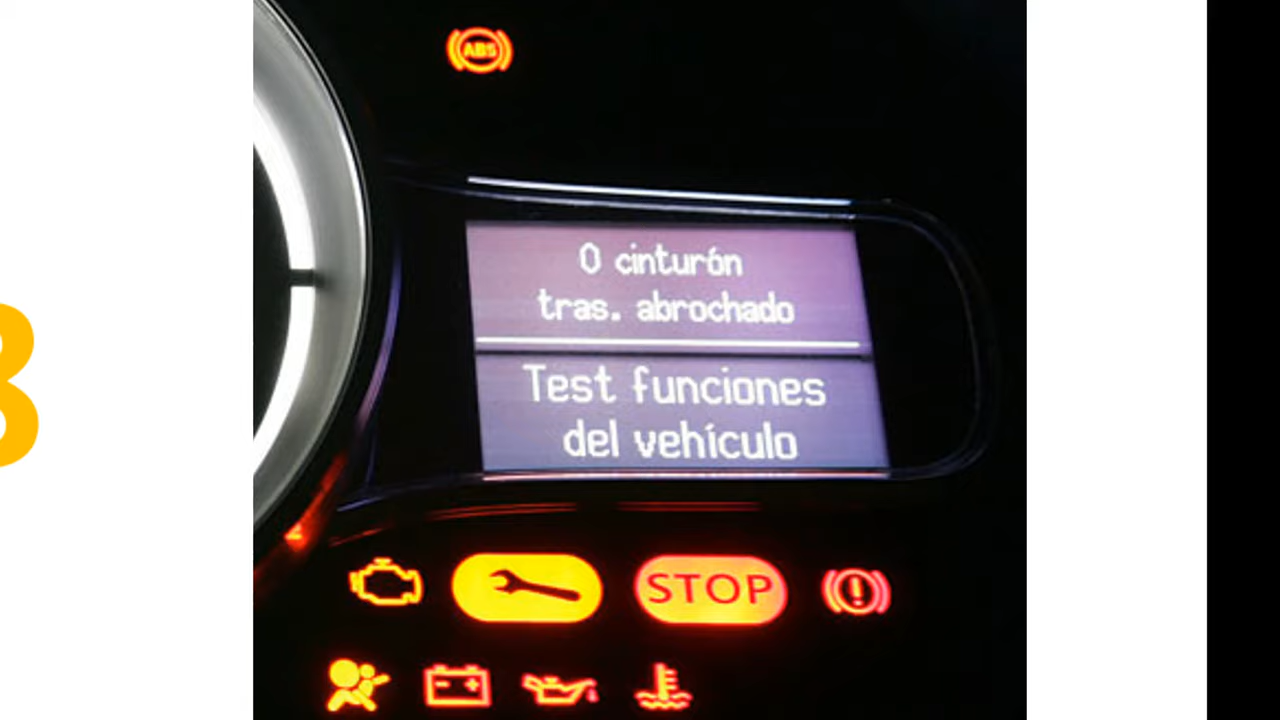 ABS
0 cinturón
tras. abrochado
Test funciones
del vehículo
STOP